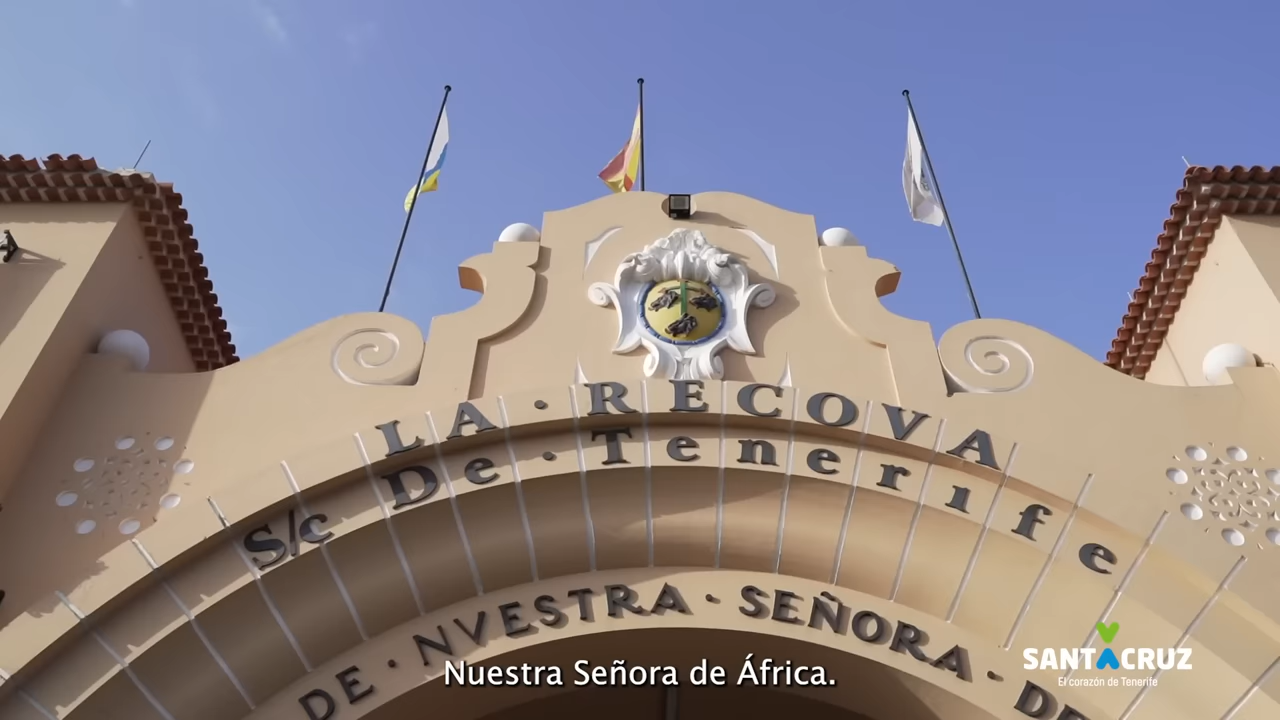 LA · RECOVA
S/c De · Tenerife
DE · NVESTRA · SEÑORA · DE
Nuestra Señora de África.
SANTACRUZ
El corazón de Tenerife